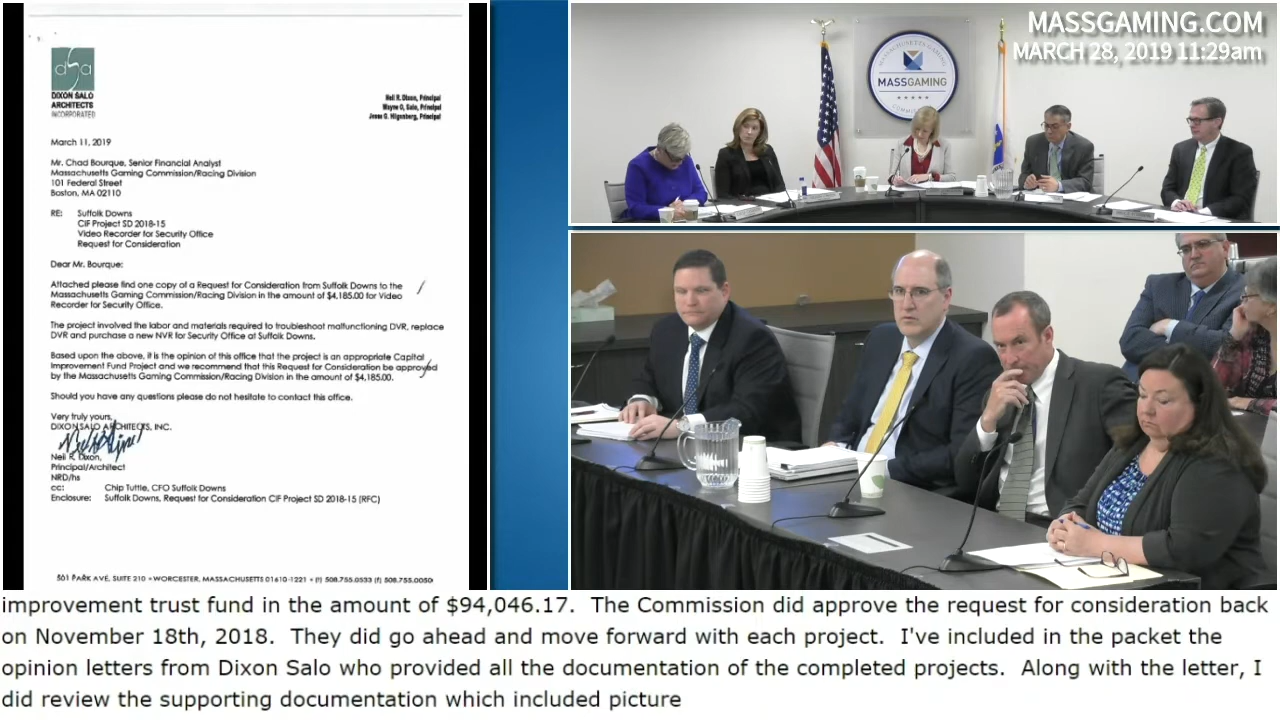 dsa
DIXON SALO
ARCHITECTS
INCORPORATED
Neil R. Dixon, Principal
Wayne O. Salo, Principal
Jesse G. Hilgenberg, Principal
March 11, 2019
Mr. Chad Bourque, Senior Financial Analyst
Massachusetts Gaming Commission/Racing Division
101 Federal Street
Boston, MA 02110
RE: Suffolk Downs
CIF Project SD 2018-15
Video Recorder for Security Office
Request for Consideration
Dear Mr. Bourque:
Attached please find one copy of a Request for Consideration from Suffolk Downs to the
Massachusetts Gaming Commission/Racing Division in the amount of $4,185.00 for Video
Recorder for Security Office.
The project involved the labor and materials required to troubleshoot malfunctioning DVR, replace
DVR and purchase a new NVR for Security Office at Suffolk Downs.
Based upon the above, it is the opinion of this office that the project is an appropriate Capital
Improvement Fund Project and we recommend that this Request for Consideration be approved
by the Massachusetts Gaming Commission/Racing Division in the amount of $4,185.00.
Should you have any questions please do not hesitate to contact this office.
Very truly yours,
DIXON SALO ARCHITECTS, INC.
Neil R. Dixon,
Principal/Architect
NRD/hs
cc: Chip Tuttle, CFO Suffolk Downs
Enclosure: Suffolk Downs, Request for Consideration CIF Project SD 2018-15 (RFC)
501 PARK AVE, SUITE 210 • WORCESTER, MASSACHUSETTS 01610-1221 • (t) 508.755.0533 (f) 508.755.0050
MASSGAMING.COM
MARCH 28, 2019 11:29am
MASSACHUSETTS GAMING
MASSGAMING
improvement trust fund in the amount of $94,046.17. The Commission did approve the request for consideration back
on November 18th, 2018. They did go ahead and move forward with each project. I've included in the packet the
opinion letters from Dixon Salo who provided all the documentation of the completed projects. Along with the letter, I
did review the supporting documentation which included picture